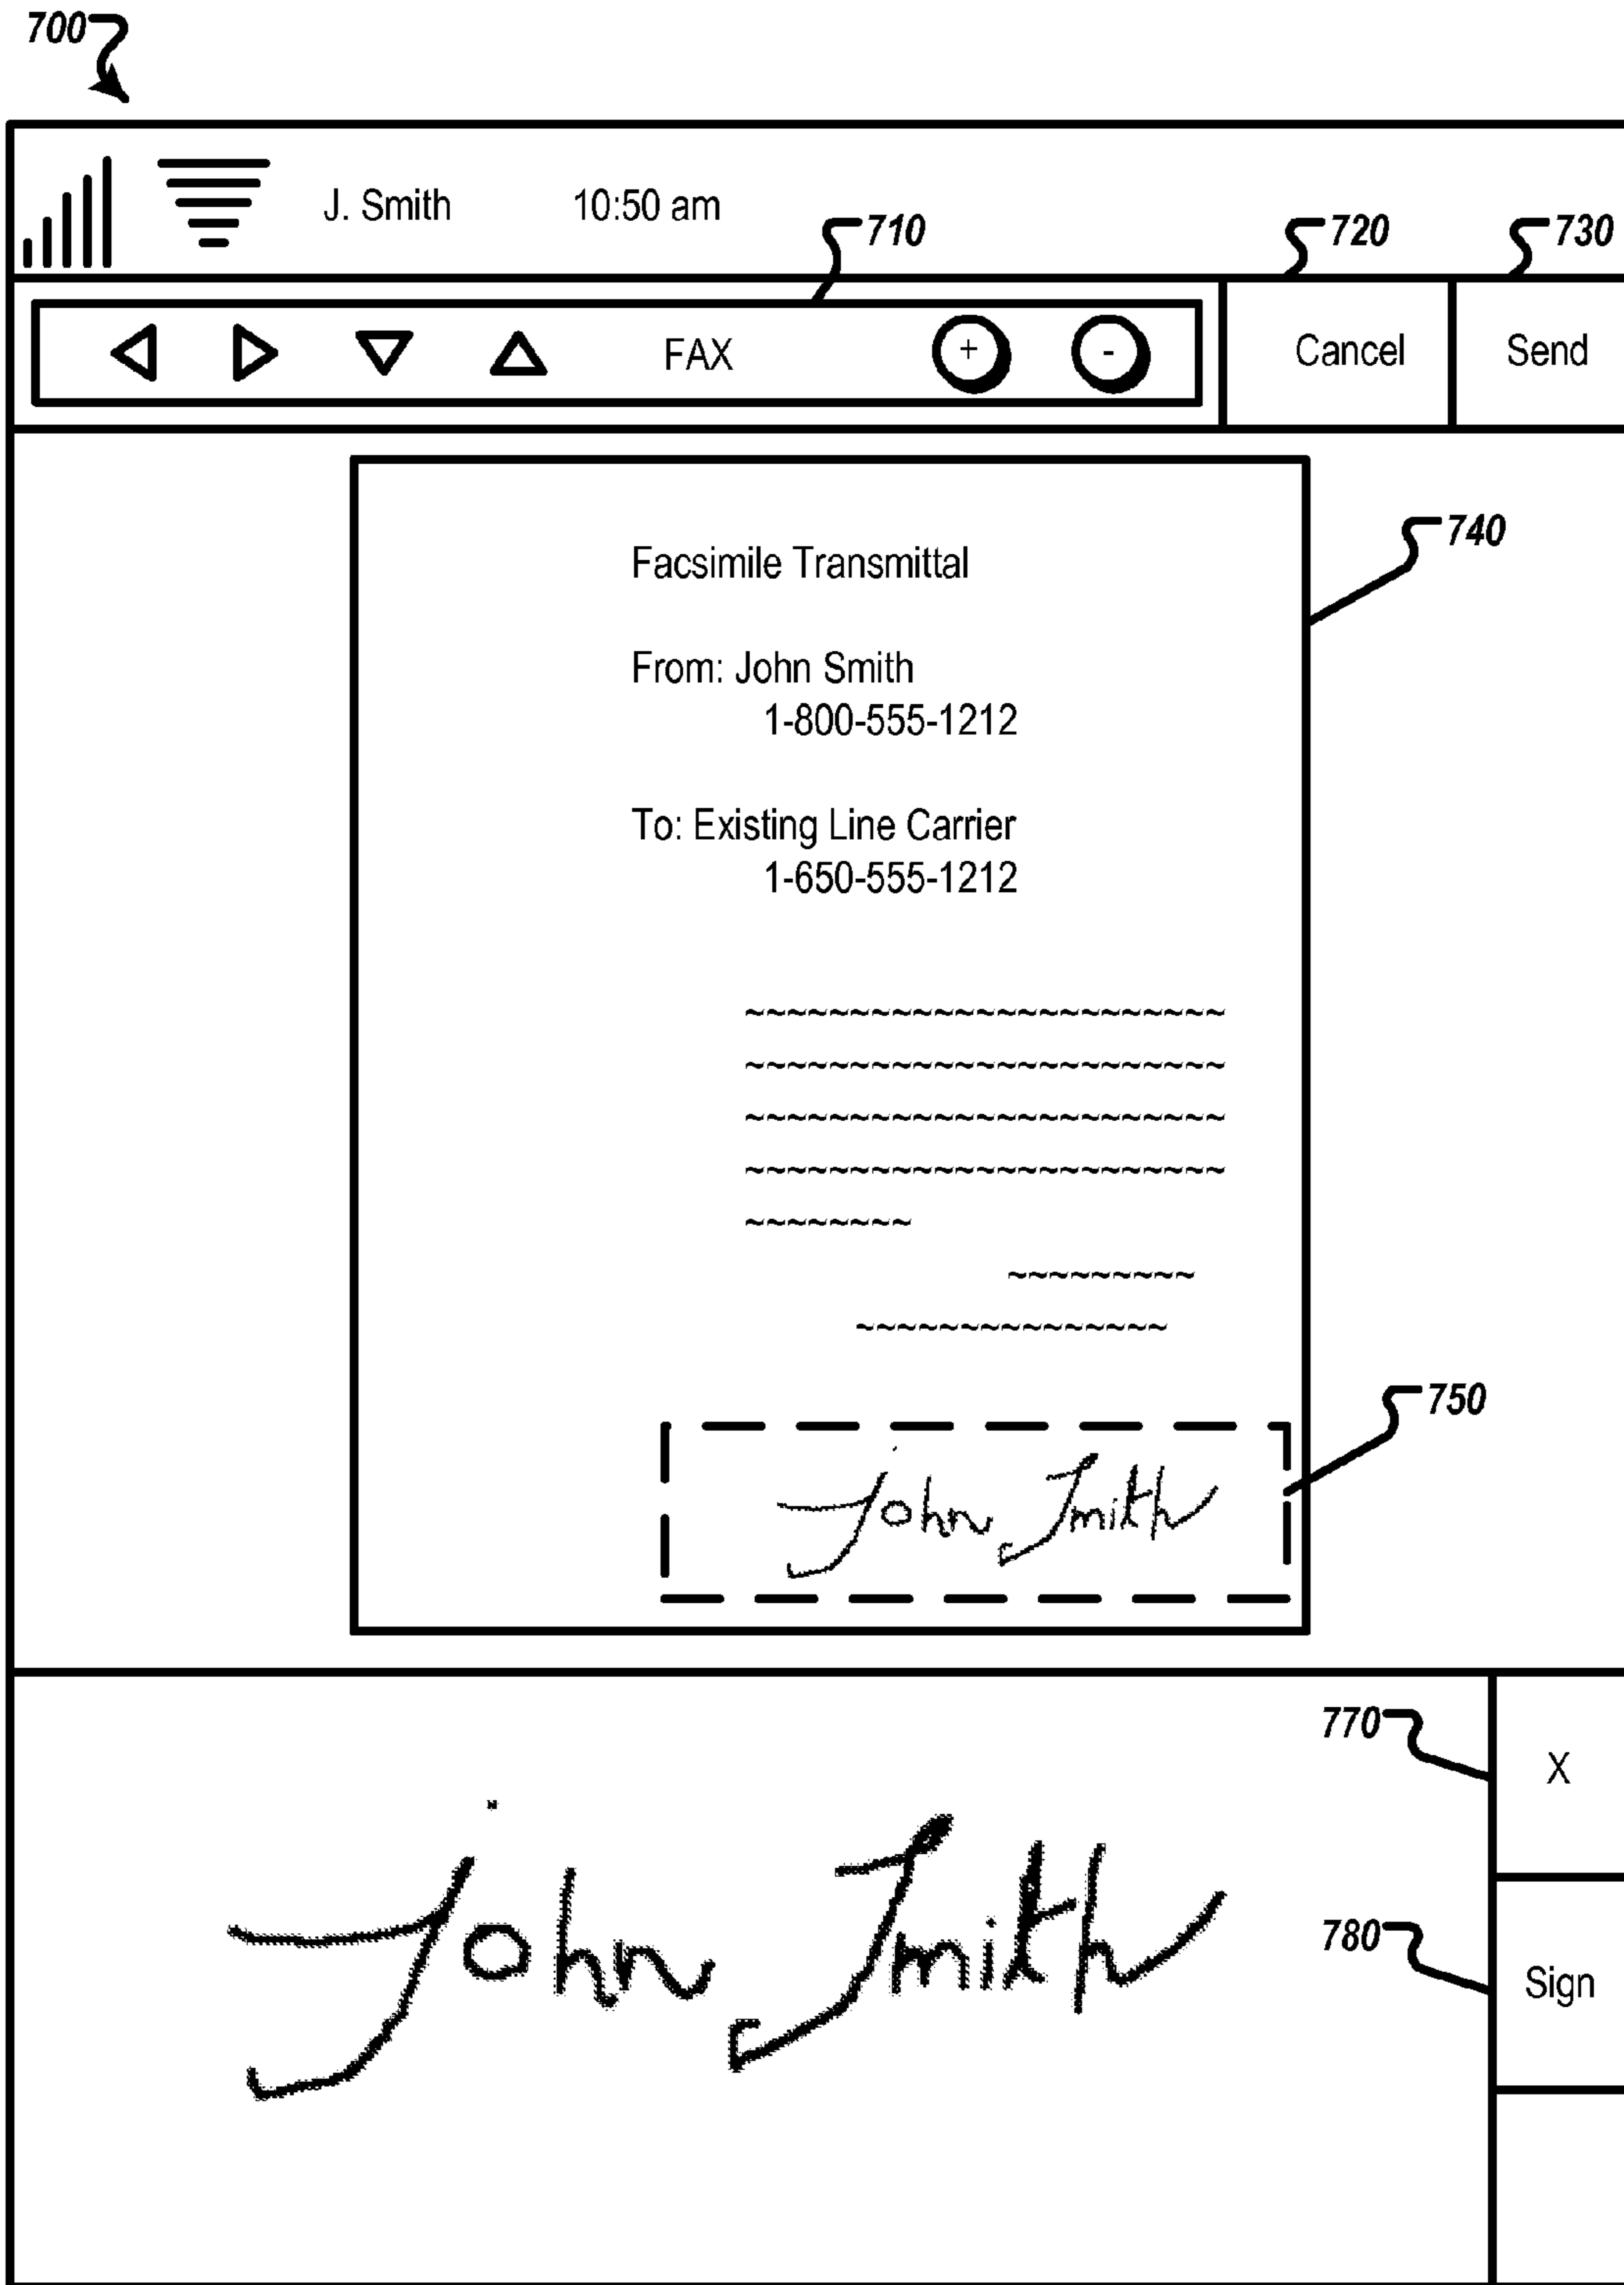 700
J. Smith 10:50 am
710 720 730
FAX + - Cancel Send
740
Facsimile Transmittal
From: John Smith
1-800-555-1212
To: Existing Line Carrier
1-650-555-1212
~~~~~~~~~~~~~~~~~~~~~~~
~~~~~~~~~~~~~~~~~~~~~~~
~~~~~~~~~~~~~~~~~~~~~~~
~~~~~~~~~~~~~~~~~~~~~~~
~~~~~~~~
~~~~~~~~~
~~~~~~~~~~~~~~~
750
John Smith
770
X
John Smith
780
Sign